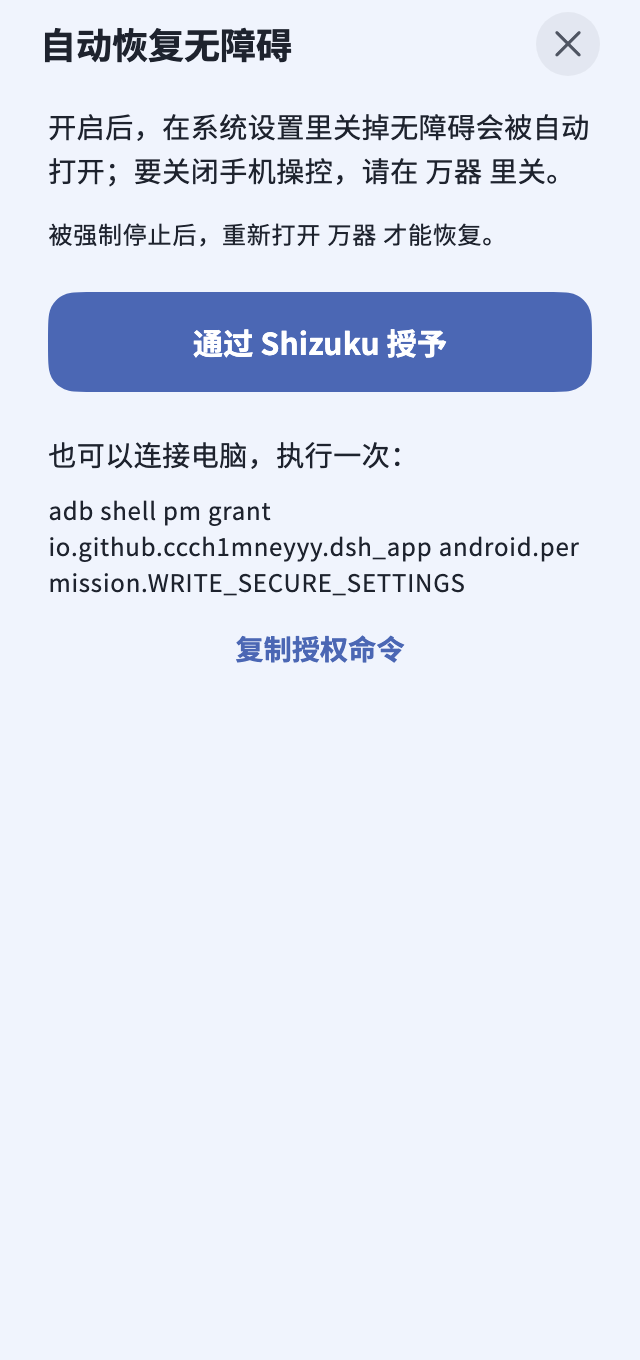 自动恢复无障碍
开启后，在系统设置里关掉无障碍会被自动
打开；要关闭手机操控，请在 万器 里关。
被强制停止后，重新打开 万器 才能恢复。
通过 Shizuku 授予
也可以连接电脑，执行一次：
adb shell pm grant
io.github.ccch1mneyyy.dsh_app android.per
mission.WRITE_SECURE_SETTINGS
复制授权命令